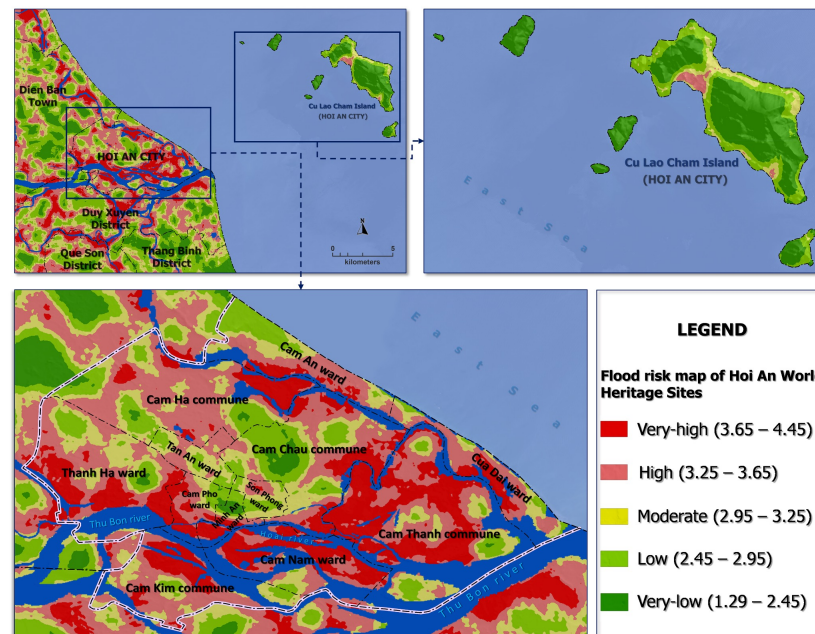 Dien Ban
Town
HOI AN CITY
Duy Xuyen
District
Que Son
District
Thang Binh
District
Cu Lao Cham Island
(HOI AN CITY)
N
0 5
kilometers
Cu Lao Cham Island
(HOI AN CITY)
East Sea
East Sea
Cam An ward
Cam Ha commune
Tan An ward
Cam Chau commune
Cua Dai ward
Thanh Ha ward
Cam Pho
ward
Son Phong
ward
Minh An
ward
Thu Bon river
Hoai river
Cam Thanh commune
Cam Nam ward
Cam Kim commune
Thu Bon river
LEGEND
Flood risk map of Hoi An Worl
Heritage Sites
Very-high (3.65 – 4.45)
High (3.25 – 3.65)
Moderate (2.95 – 3.25)
Low (2.45 – 2.95)
Very-low (1.29 – 2.45)